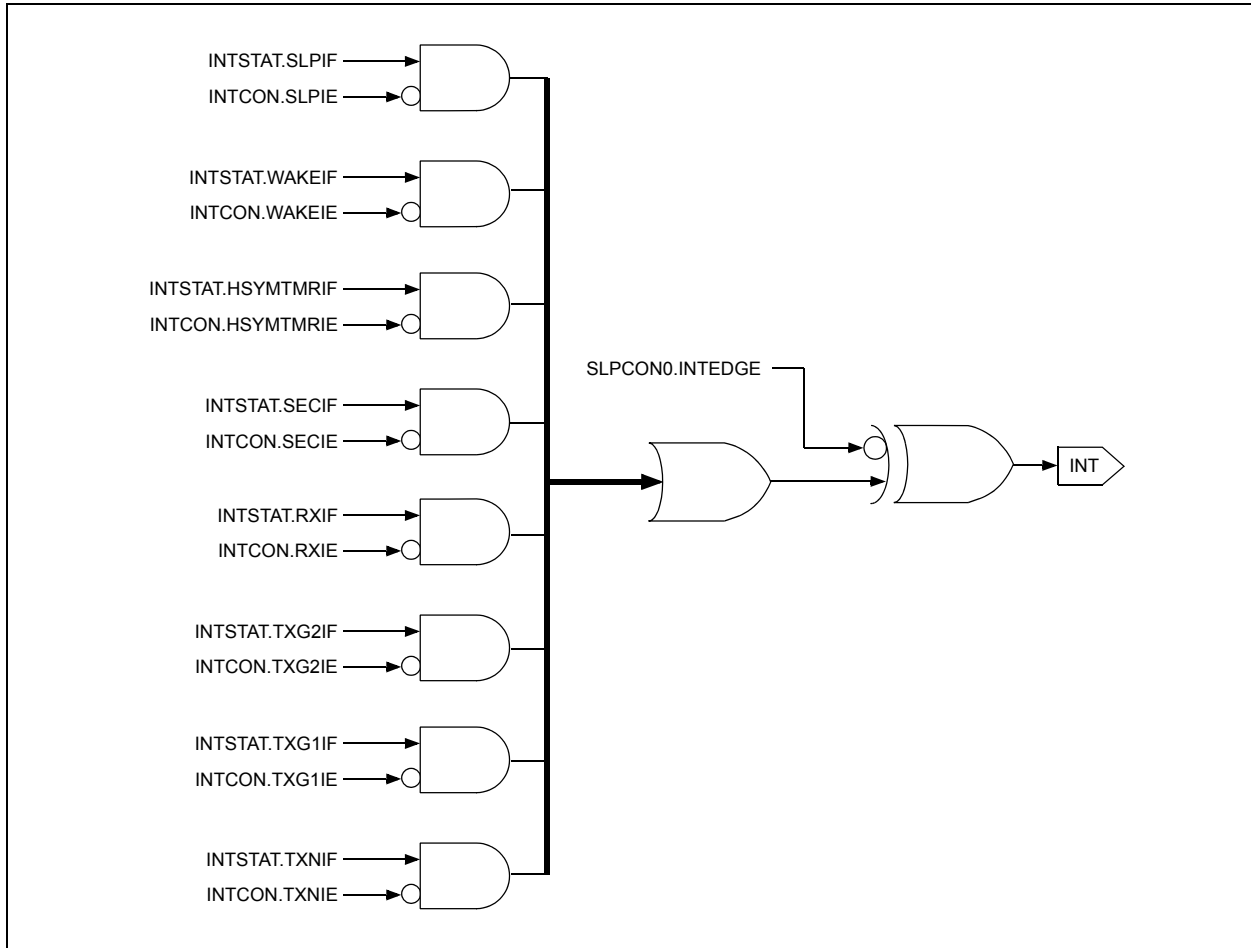 INTSTAT.SLPIF
INTCON.SLPIE
INTSTAT.WAKEIF
INTCON.WAKEIE
INTSTAT.HSYMTMRIF
INTCON.HSYMTMRIE
SLPCON0.INTEDGE
INTSTAT.SECIF
INTCON.SECIE
INT
INTSTAT.RXIF
INTCON.RXIE
INTSTAT.TXG2IF
INTCON.TXG2IE
INTSTAT.TXG1IF
INTCON.TXG1IE
INTSTAT.TXNIF
INTCON.TXNIE